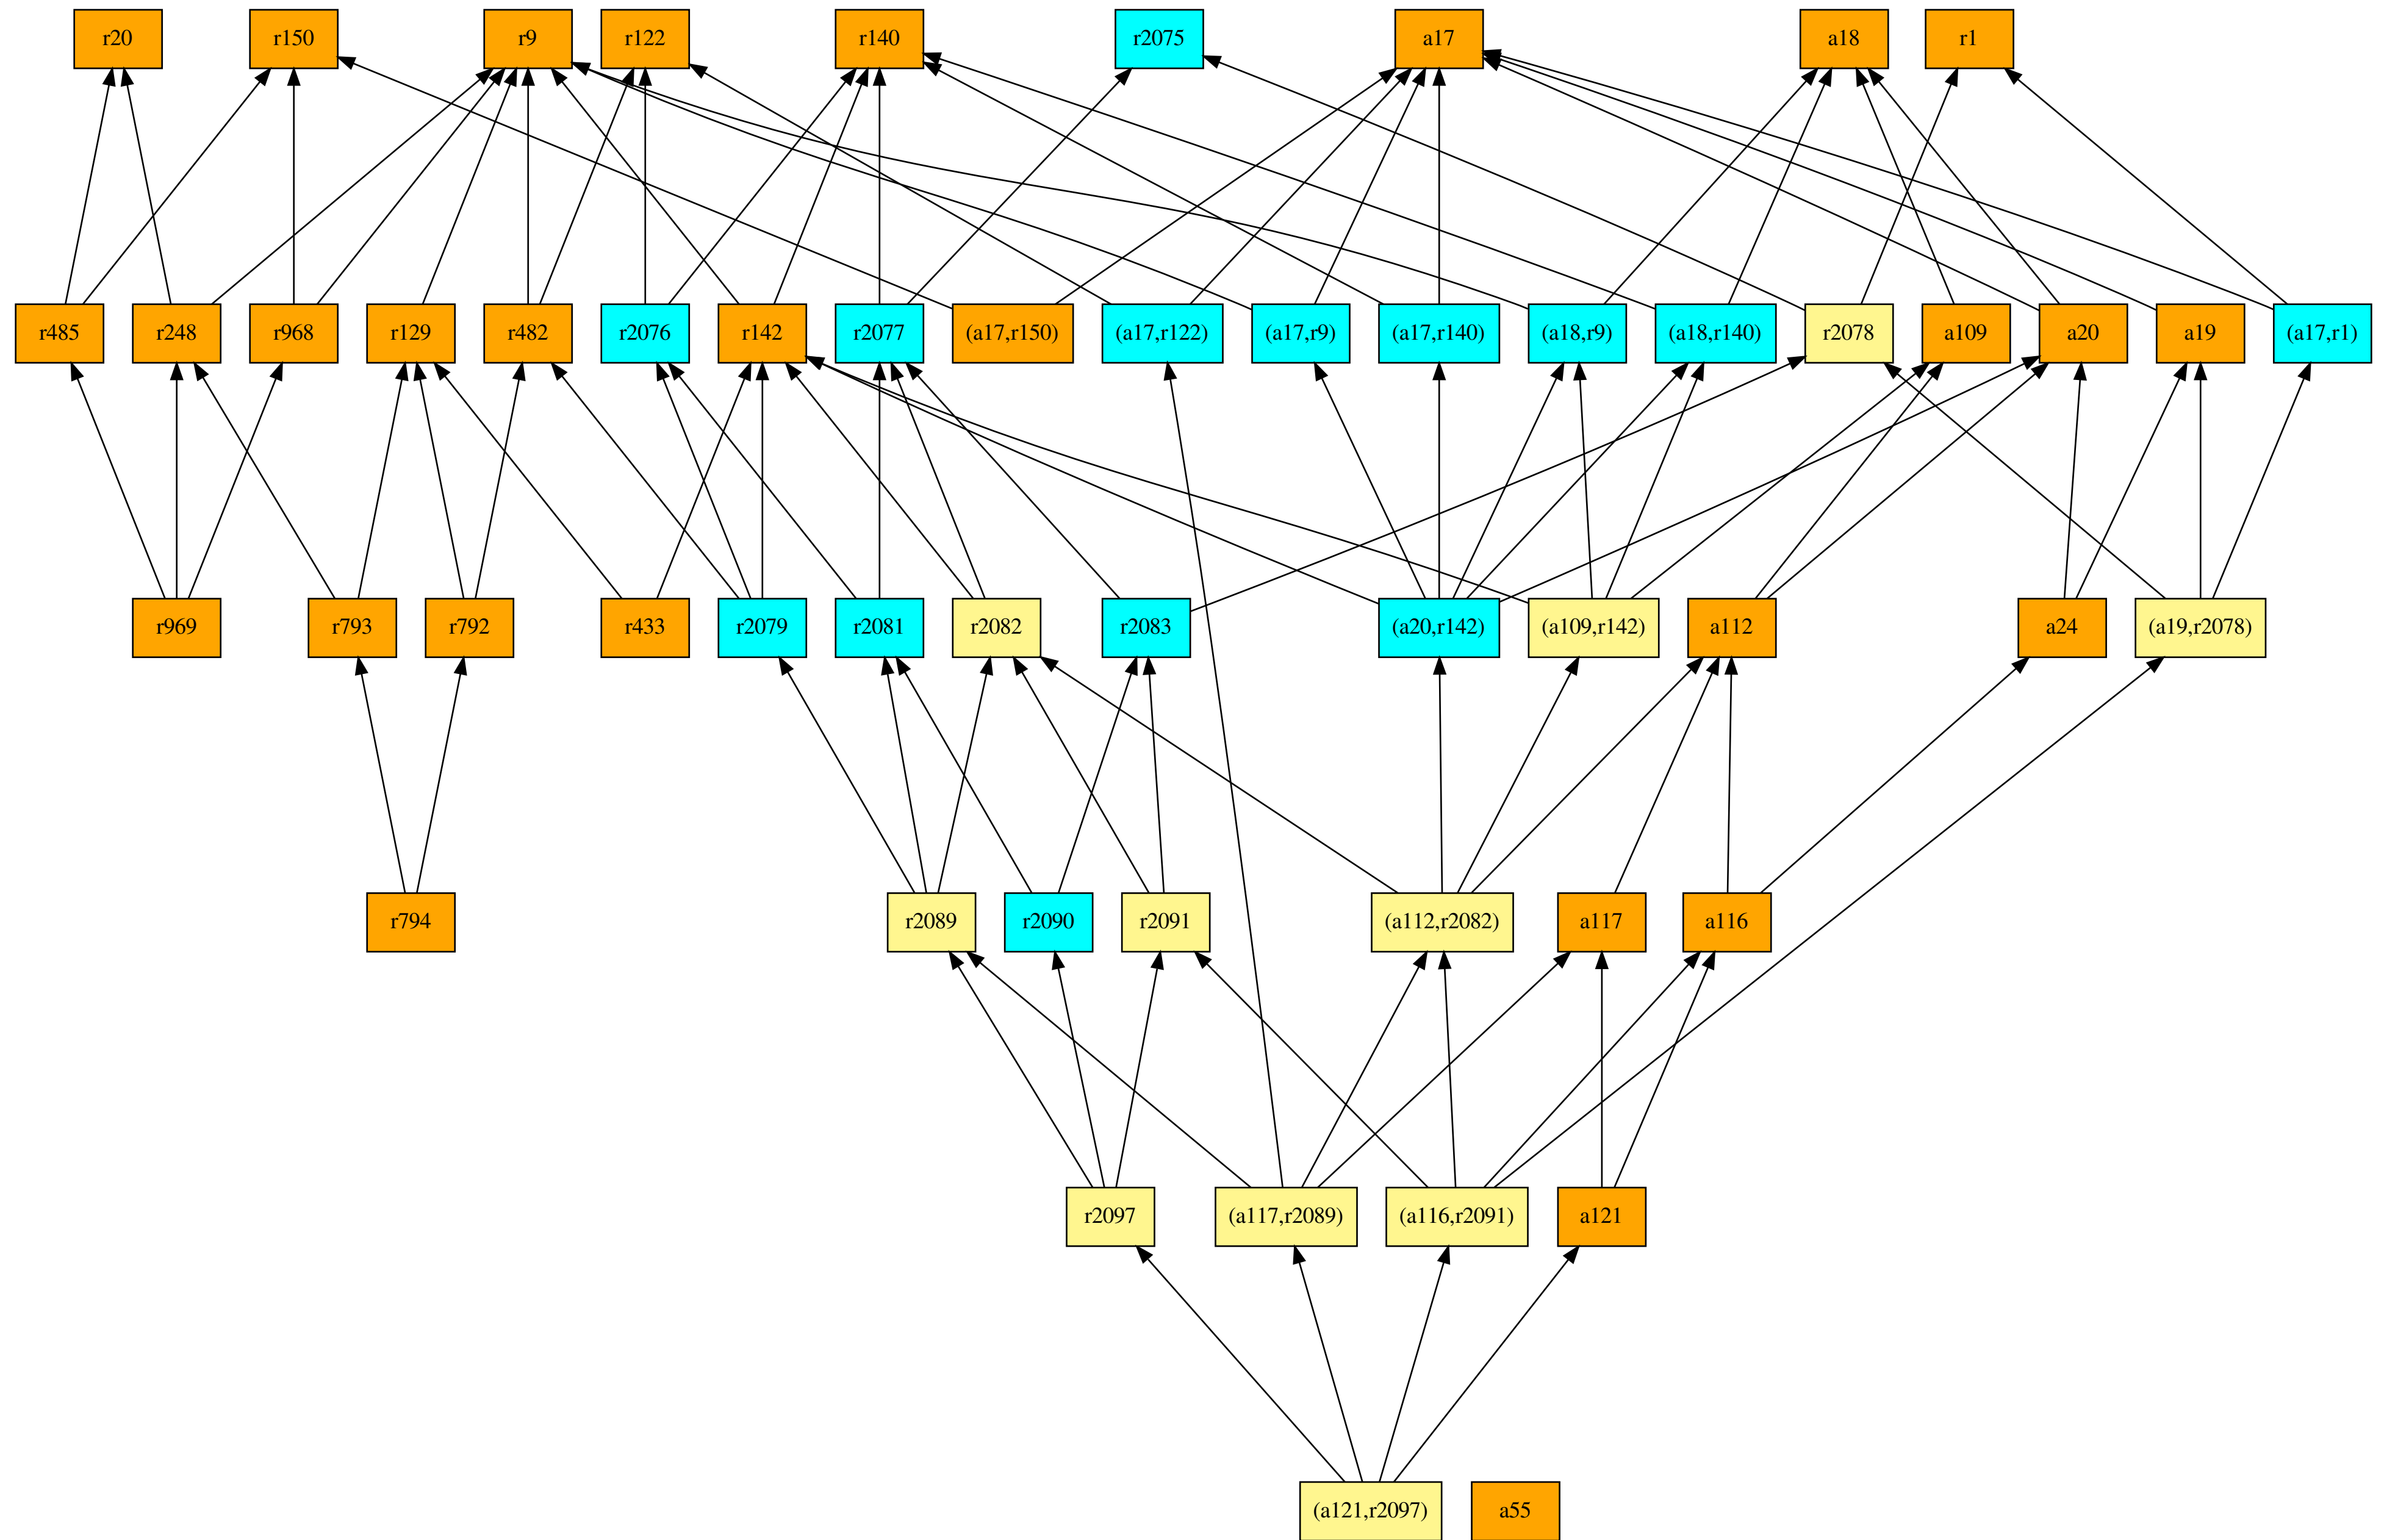 r20
r150
r9
r122
r140
r2075
a17
a18
r1
r485
r248
r968
r129
r482
r2076
r142
r2077
(a17,r150)
(a17,r122)
(a17,r9)
(a17,r140)
(a18,r9)
(a18,r140)
r2078
a109
a20
a19
(a17,r1)
r969
r793
r792
r433
r2079
r2081
r2082
r2083
(a20,r142)
(a109,r142)
a112
a24
(a19,r2078)
r794
r2089
r2090
r2091
(a112,r2082)
a117
a116
r2097
(a117,r2089)
(a116,r2091)
a121
(a121,r2097)
a55